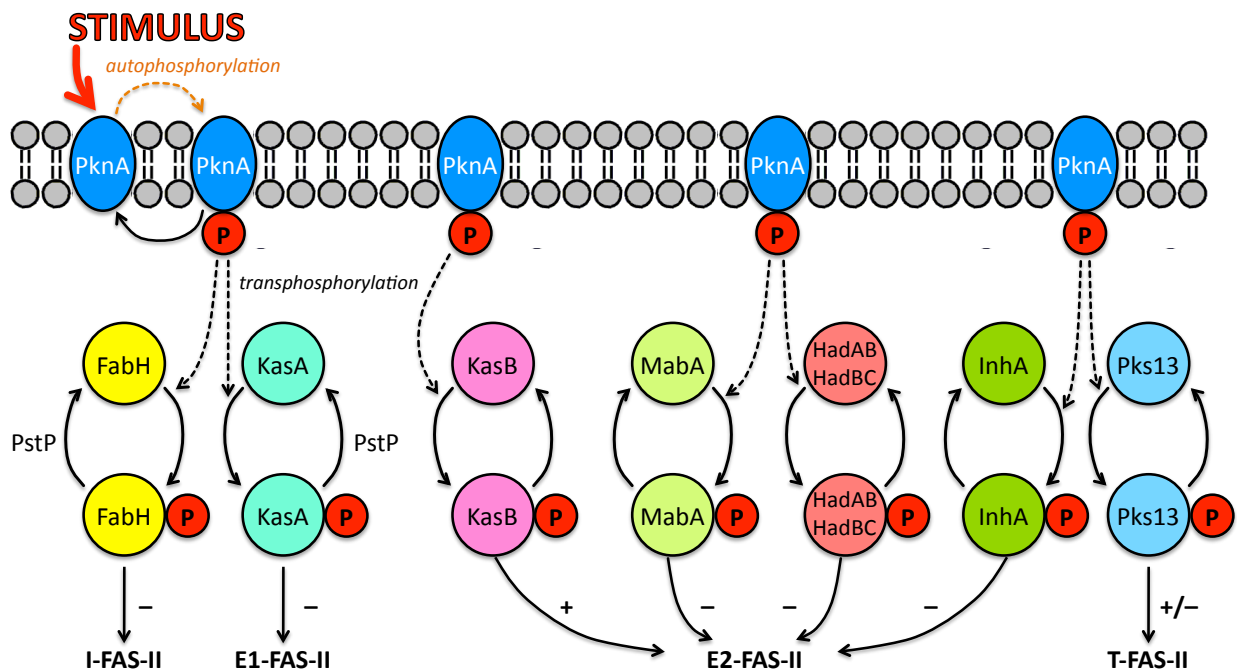 STIMULUS
autophosphorylation
PknA
PknA
PknA
PknA
PknA
P
P
P
P
transphosphorylation
FabH
KasA
KasB
MabA
HadAB
HadBC
InhA
Pks13
PstP
PstP
FabH
P
KasA
P
KasB
P
MabA
P
HadAB
HadBC
P
InhA
P
Pks13
P
–
–
+
–
–
–
+/–
I-FAS-II
E1-FAS-II
E2-FAS-II
T-FAS-II